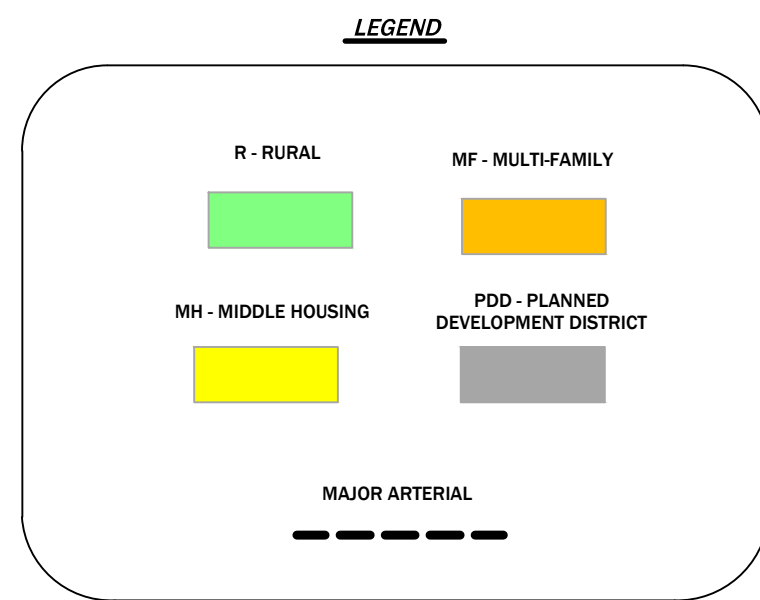 LEGEND
R - RURAL
MF - MULTI-FAMILY
MH - MIDDLE HOUSING
PDD - PLANNED
DEVELOPMENT DISTRICT
MAJOR ARTERIAL